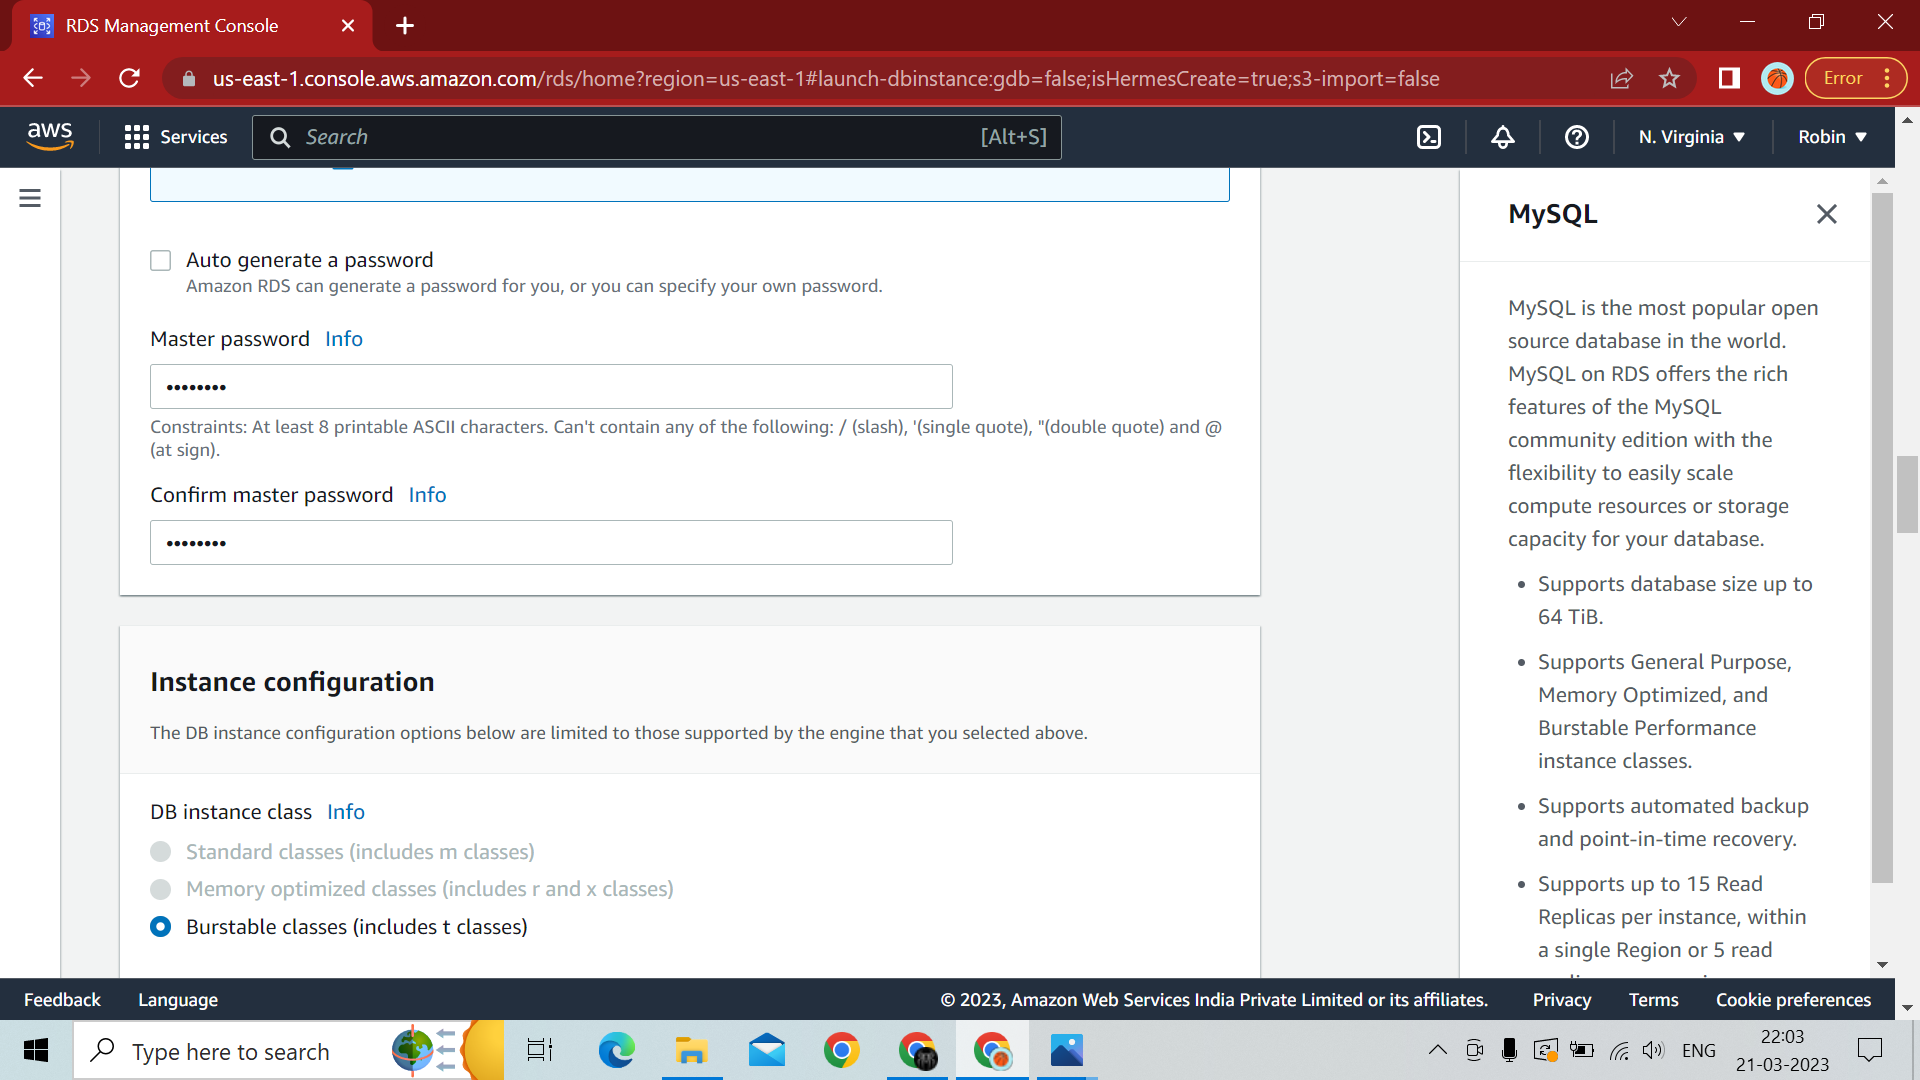 RDS Management Console
us-east-1.console.aws.amazon.com/rds/home?region=us-east-1#launch-dbinstance:gdb=false;isHermesCreate=true;s3-import=false
Error
aws
Services
Search
[Alt+S]
N. Virginia
Robin
Auto generate a password
Amazon RDS can generate a password for you, or you can specify your own password.
Master password Info
••••••••
Constraints: At least 8 printable ASCII characters. Can't contain any of the following: / (slash), '(single quote), "(double quote) and @
(at sign).
Confirm master password Info
••••••••
Instance configuration
The DB instance configuration options below are limited to those supported by the engine that you selected above.
DB instance class Info
Standard classes (includes m classes)
Memory optimized classes (includes r and x classes)
Burstable classes (includes t classes)
MySQL
MySQL is the most popular open
source database in the world.
MySQL on RDS offers the rich
features of the MySQL
community edition with the
flexibility to easily scale
compute resources or storage
capacity for your database.
• Supports database size up to
64 TiB.
• Supports General Purpose,
Memory Optimized, and
Burstable Performance
instance classes.
• Supports automated backup
and point-in-time recovery.
• Supports up to 15 Read
Replicas per instance, within
a single Region or 5 read
Feedback
Language
© 2023, Amazon Web Services India Private Limited or its affiliates.
Privacy
Terms
Cookie preferences
Type here to search
ENG
22:03
21-03-2023